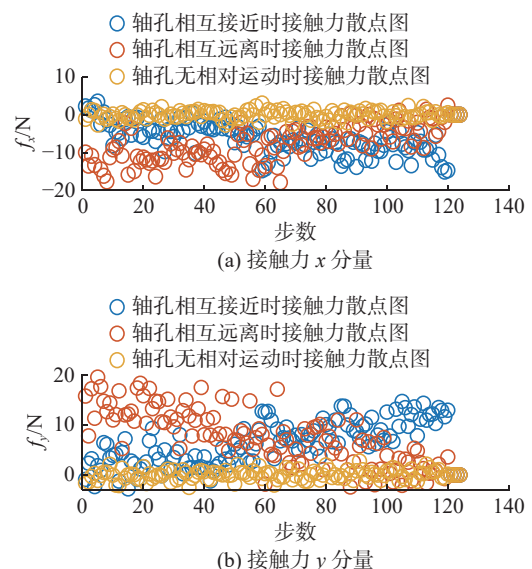 轴孔相互接近时接触力散点图
轴孔相互远离时接触力散点图
轴孔无相对运动时接触力散点图
10
0
−10
−20
fx/N
0 20 40 60 80 100 120 140
步数
(a) 接触力 x 分量
轴孔相互接近时接触力散点图
轴孔相互远离时接触力散点图
轴孔无相对运动时接触力散点图
20
10
0
fy/N
0 20 40 60 80 100 120 140
步数
(b) 接触力 y 分量